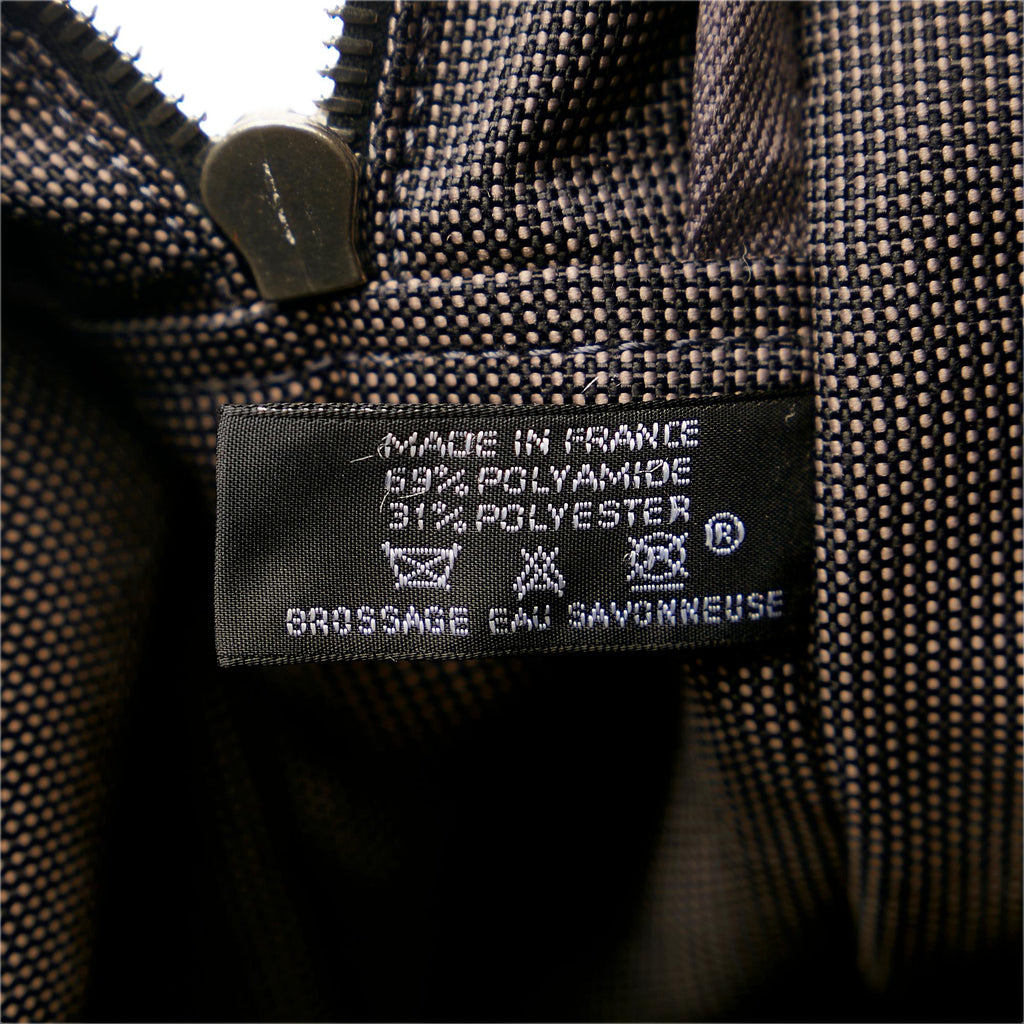 MADE IN FRANCE
69% POLYAMIDE
31% POLYESTER
®
BROSSAGE EAU SAVONNEUSE